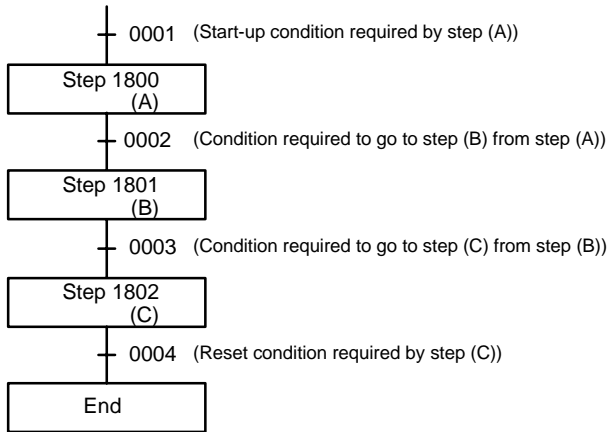 0001 (Start-up condition required by step (A))
Step 1800
(A)
0002 (Condition required to go to step (B) from step (A))
Step 1801
(B)
0003 (Condition required to go to step (C) from step (B))
Step 1802
(C)
0004 (Reset condition required by step (C))
End